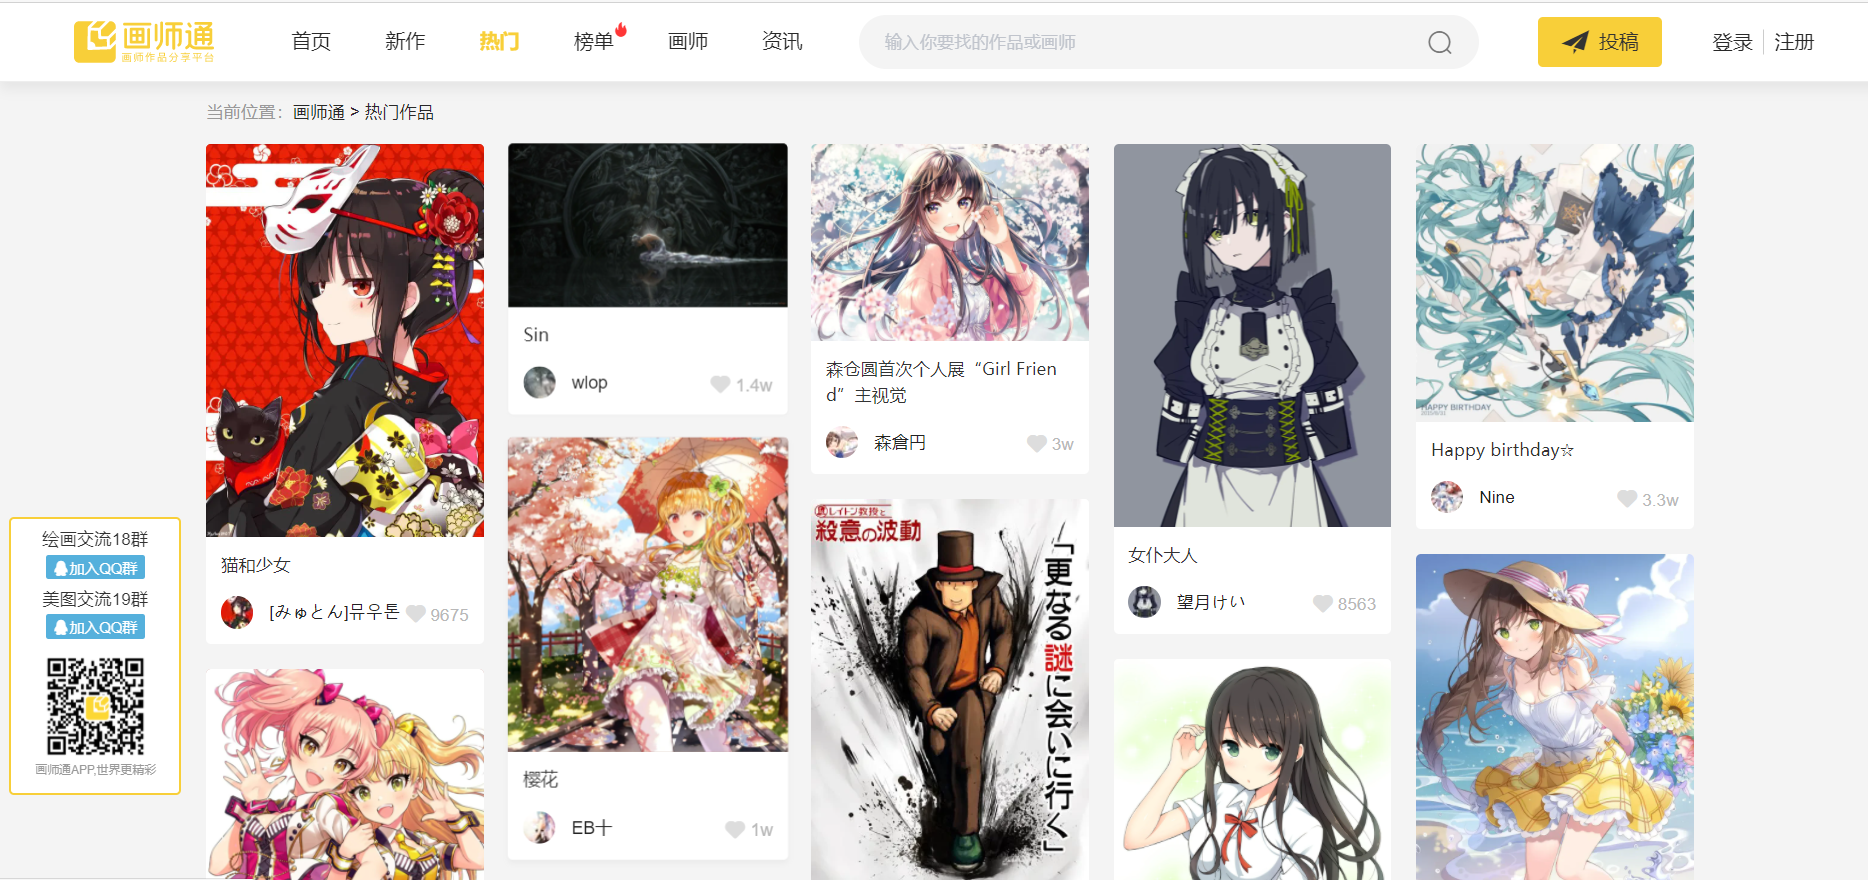 画师通
画师作品分享平台
首页
新作
热门
榜单
画师
资讯
输入你要找的作品或画师
投稿
登录
注册
当前位置：画师通 > 热门作品
猫和少女
[みゅとん]뮤우톤
9675
Sin
wlop
1.4w
樱花
EB十
1w
森仓圆首次个人展“Girl Frien
d”主视觉
森倉円
3w
レイトン教授と
殺意の波動
「更なる謎に会いに行く」
女仆大人
望月けい
8563
HAPPY BIRTHDAY
Happy birthday☆
Nine
3.3w
绘画交流18群
加入QQ群
美图交流19群
加入QQ群
画师通APP,世界更精彩